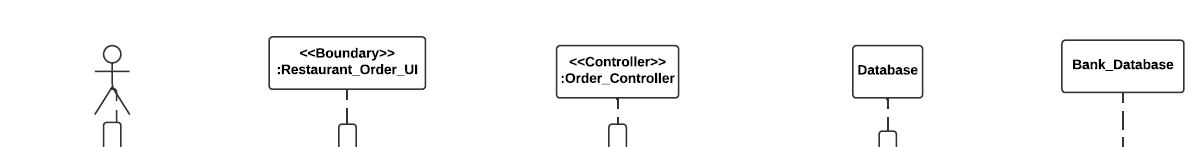 <<Boundary>>
:Restaurant_Order_UI
<<Controller>>
:Order_Controller
Database
Bank_Database